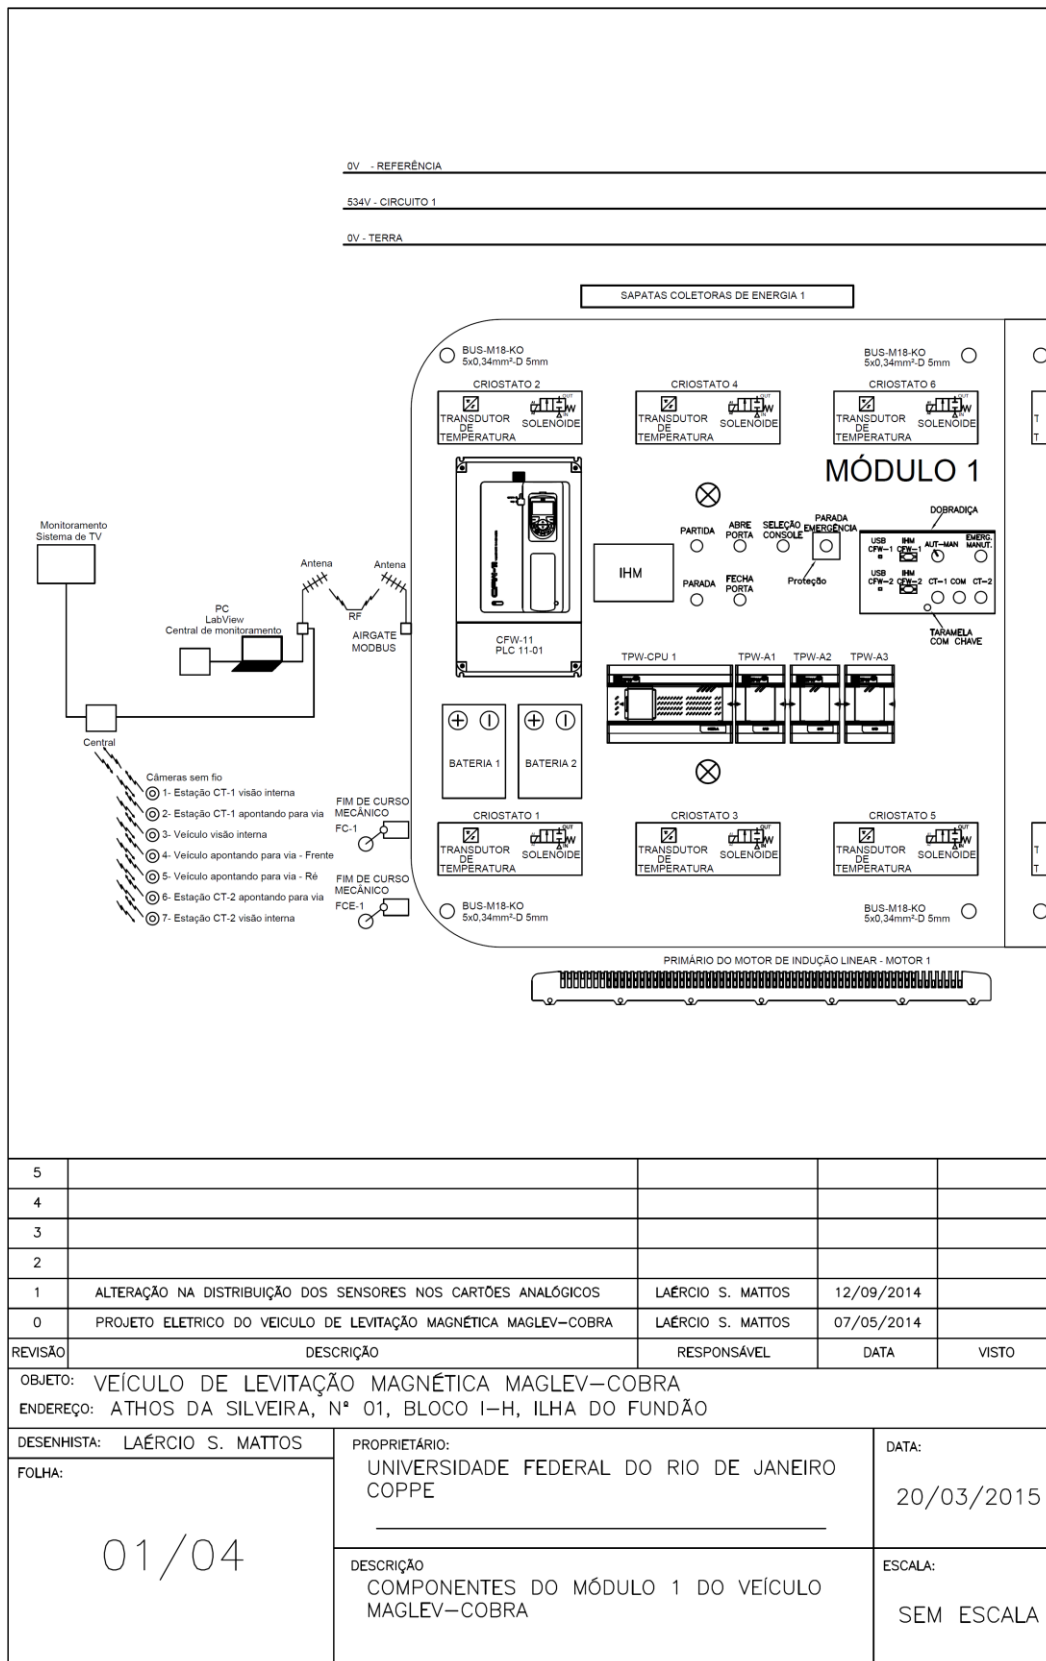 0V - REFERÊNCIA
534V - CIRCUITO 1
0V - TERRA
SAPATAS COLETORAS DE ENERGIA 1
BUS-M18-KO
5x0,34mm²-D 5mm
BUS-M18-KO
5x0,34mm²-D 5mm
CRIOSTATO 2
TRANSDUTOR
DE
TEMPERATURA
OUT
IN
SOLENOIDE
CRIOSTATO 4
TRANSDUTOR
DE
TEMPERATURA
OUT
IN
SOLENOIDE
CRIOSTATO 6
TRANSDUTOR
DE
TEMPERATURA
OUT
IN
SOLENOIDE
T
T
MÓDULO 1
CFW-11
PLC 11-01
IHM
PARTIDA
ABRE
PORTA
SELEÇÃO
CONSOLE
PARADA
EMERGÊNCIA
Proteção
PARADA
FECHA
PORTA
DOBRADIÇA
USB
CFW-1
IHM
CFW-1
AUT-MAN
EMERG.
MANUT.
USB
CFW-2
IHM
CFW-2
CT-1 COM CT-2
TARAMELA
COM CHAVE
Monitoramento
Sistema de TV
Antena
Antena
RF
PC
LabView
Central de monitoramento
AIRGATE
MODBUS
Central
TPW-CPU 1
TPW-A1
TPW-A2
TPW-A3
BATERIA 1
BATERIA 2
Câmeras sem fio
1- Estação CT-1 visão interna
2- Estação CT-1 apontando para via
3- Veículo visão interna
4- Veículo apontando para via - Frente
5- Veículo apontando para via - Ré
6- Estação CT-2 apontando para via
7- Estação CT-2 visão interna
FIM DE CURSO
MECÂNICO
FC-1
FIM DE CURSO
MECÂNICO
FCE-1
CRIOSTATO 1
TRANSDUTOR
DE
TEMPERATURA
OUT
IN
SOLENOIDE
CRIOSTATO 3
TRANSDUTOR
DE
TEMPERATURA
OUT
IN
SOLENOIDE
CRIOSTATO 5
TRANSDUTOR
DE
TEMPERATURA
OUT
IN
SOLENOIDE
T
T
BUS-M18-KO
5x0,34mm²-D 5mm
BUS-M18-KO
5x0,34mm²-D 5mm
PRIMÁRIO DO MOTOR DE INDUÇÃO LINEAR - MOTOR 1
5
4
3
2
1 ALTERAÇÃO NA DISTRIBUIÇÃO DOS SENSORES NOS CARTÕES ANALÓGICOS LAÉRCIO S. MATTOS 12/09/2014
0 PROJETO ELETRICO DO VEICULO DE LEVITAÇÃO MAGNÉTICA MAGLEV-COBRA LAÉRCIO S. MATTOS 07/05/2014
REVISÃO DESCRIÇÃO RESPONSÁVEL DATA VISTO
OBJETO: VEÍCULO DE LEVITAÇÃO MAGNÉTICA MAGLEV-COBRA
ENDEREÇO: ATHOS DA SILVEIRA, Nº 01, BLOCO I-H, ILHA DO FUNDÃO
DESENHISTA: LAÉRCIO S. MATTOS
FOLHA:
01/04
PROPRIETÁRIO:
UNIVERSIDADE FEDERAL DO RIO DE JANEIRO
COPPE
DATA:
20/03/2015
DESCRIÇÃO
COMPONENTES DO MÓDULO 1 DO VEÍCULO
MAGLEV-COBRA
ESCALA:
SEM ESCALA